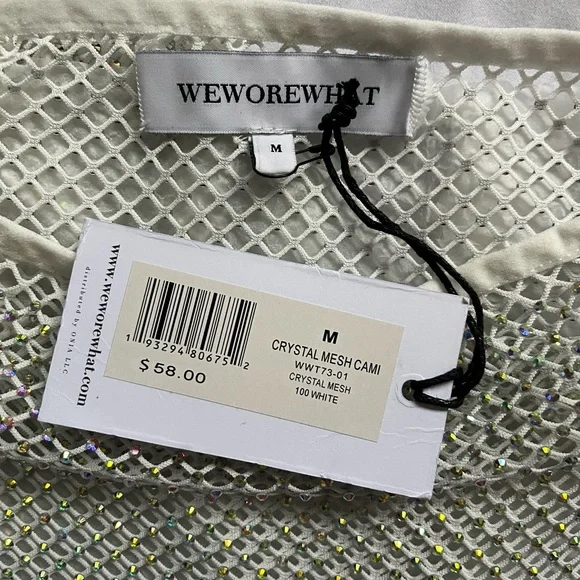 WEWOREWHAT
M
www.weworewhat.com
distributed by ONIA LLC
1 93294 80675 2
$ 58.00
M
CRYSTAL MESH CAMI
WWT73-01
CRYSTAL MESH
100 WHITE